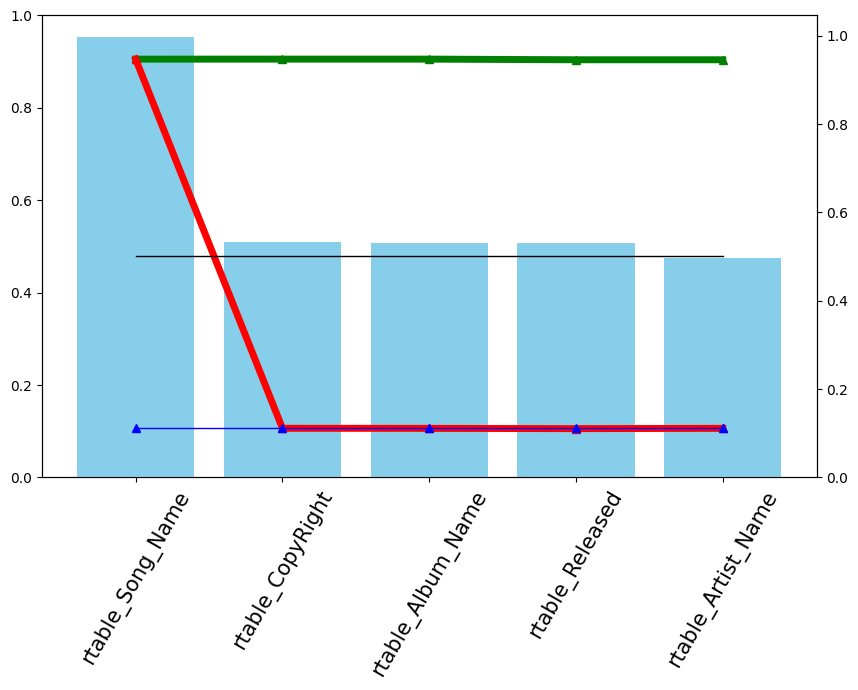 1.0
0.8
0.6
0.4
0.2
0.0
1.0
0.8
0.6
0.4
0.2
0.0
rtable_Song_Name
rtable_CopyRight
rtable_Album_Name
rtable_Released
rtable_Artist_Name